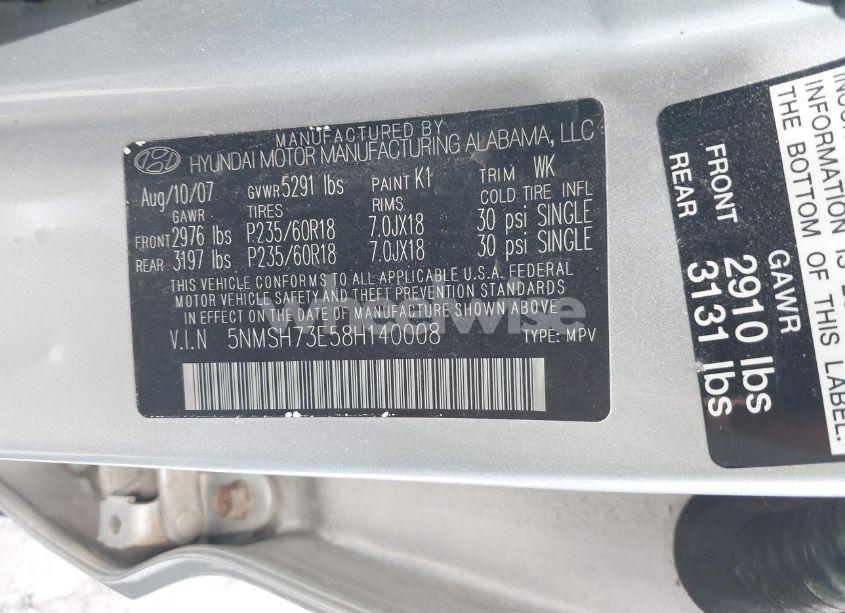 MANUFACTURED BY
HYUNDAI MOTOR MANUFACTURING ALABAMA, LLC
Aug/10/07 GVWR 5291 lbs PAINT K1 TRIM WK
GAWR TIRES RIMS COLD TIRE INFL
FRONT 2976 lbs P235/60R18 7.0JX18 30 psi SINGLE
REAR 3197 lbs P235/60R18 7.0JX18 30 psi SINGLE
THIS VEHICLE CONFORMS TO ALL APPLICABLE U.S.A. FEDERAL
MOTOR VEHICLE SAFETY AND THEFT PREVENTION STANDARDS
IN EFFECT ON THE DATE OF MANUFACTURE SHOWN ABOVE
V.I.N 5NMSH73E58H140008 TYPE: MPV
INFORMATION IS
THE BOTTOM OF THIS LABEL.
GAWR
FRONT 2910 lbs
REAR 3131 lbs